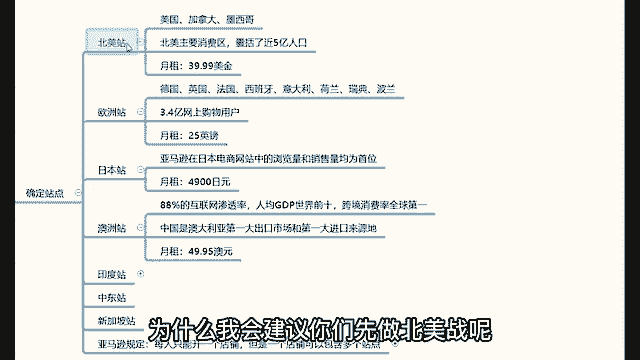 美国、加拿大、墨西哥
北美站
北美主要消费区，覆括了近5亿人口
月租：39.99美金
德国、英国、法国、西班牙、意大利、荷兰、瑞典、波兰
欧洲站
3.4亿网上购物用户
月租：25英镑
亚马逊在日本电商网站中的浏览量和销售量均为首位
日本站
月租：4900日元
确定站点
88%的互联网渗透率，人均GDP世界前十，跨境消费率全球第一
澳洲站
中国是澳大利亚第一大出口市场和第一大进口来源地
月租：49.95澳元
印度站
中东站
新加坡站
为什么我会建议你们先做北美战呢
亚马逊规定：每人只能开一个店铺，但是一个店铺可以包含多个站点